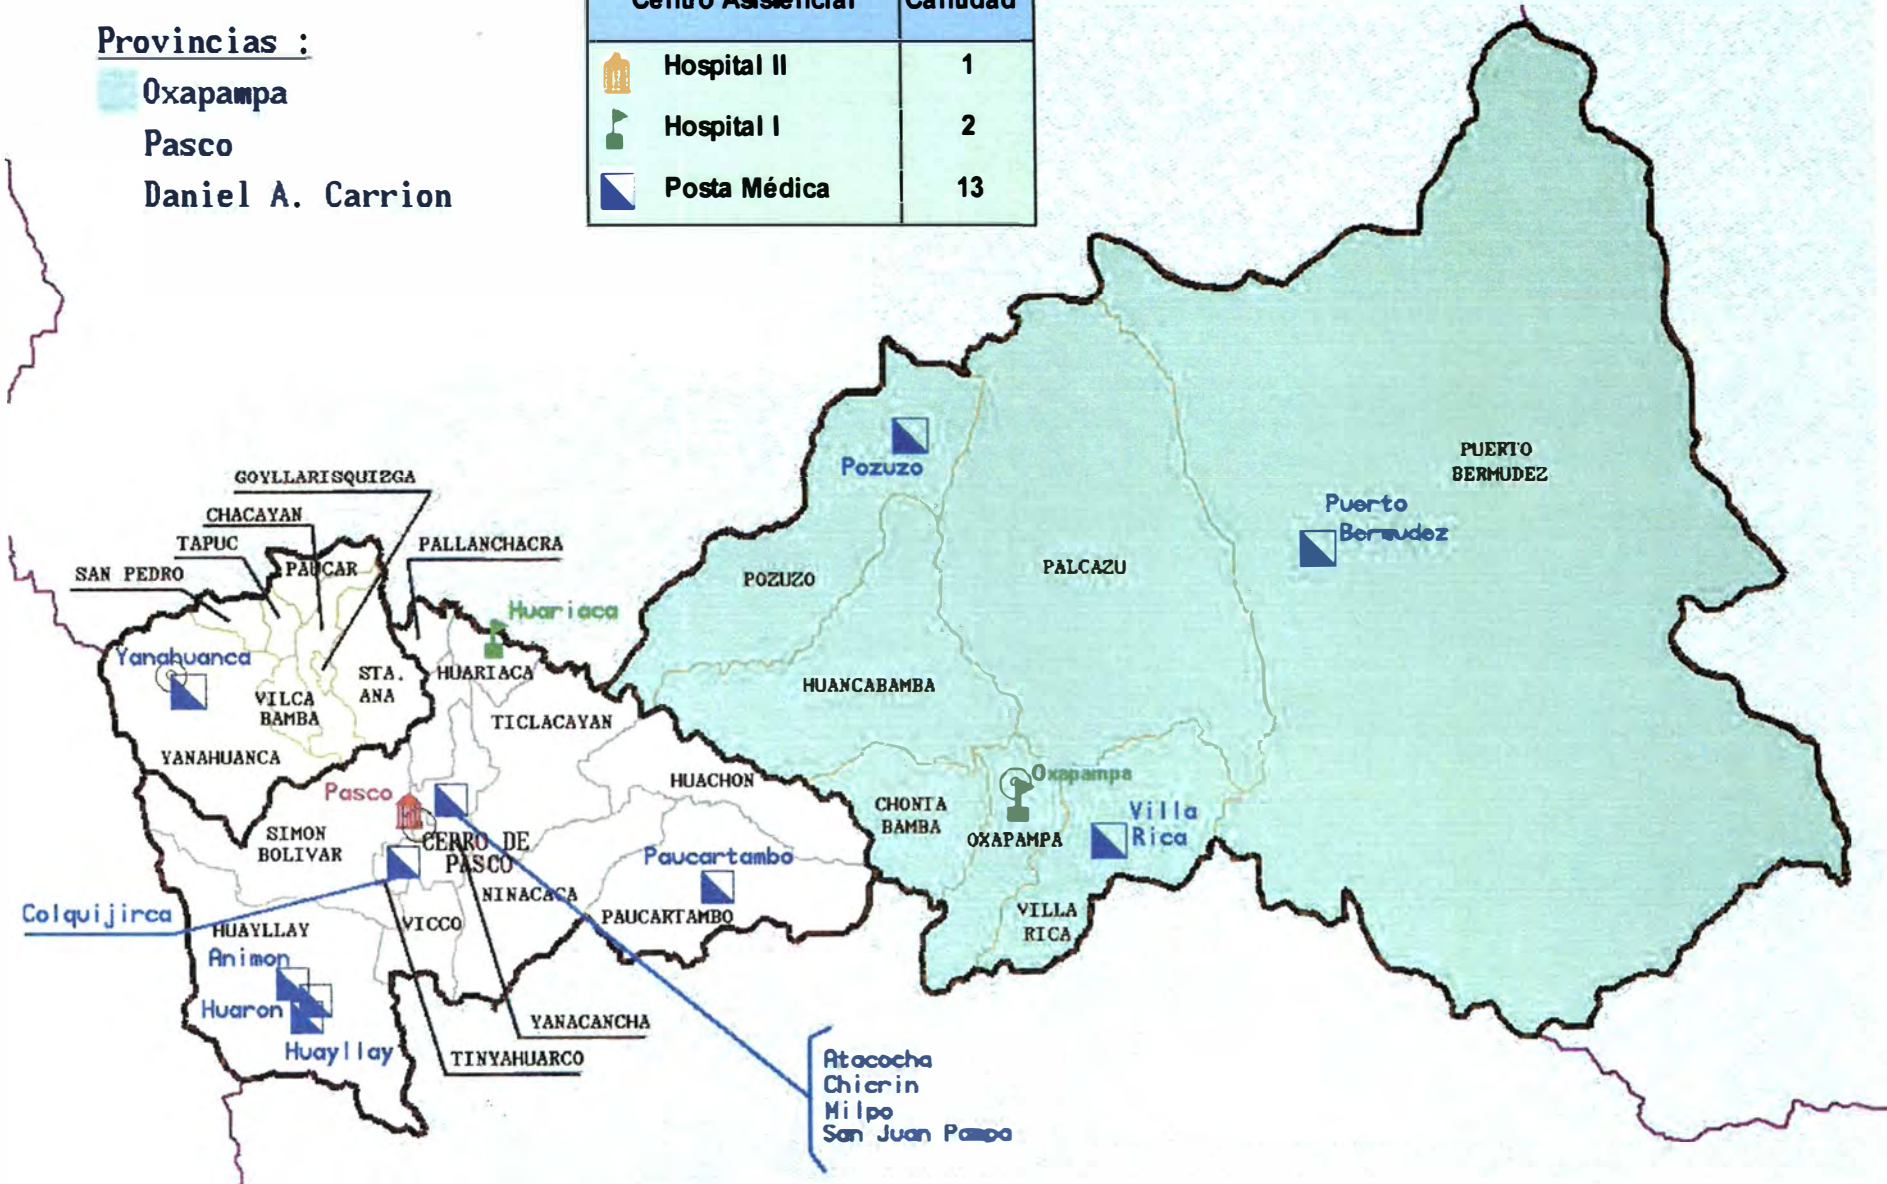 Provincias :
Oxapampa
Pasco
Daniel A. Carrion
Centro Asistencial Cantidad
Hospital II 1
Hospital I 2
Posta Médica 13
GOYLLARISQUIZGA
CHACAYAN
TAPUC
PALLANCHACRA
SAN PEDRO
PAUCAR
Huariaca
Yanahuanca
STA.
ANA
HUARIACA
VILCA
BAMBA
TICLACAYAN
YANAHUANCA
Pozuzo
POZUZO
PALCAZU
PUERTO
BERMUDEZ
Puerto
Bermudez
HUANCABAMBA
HUACHON
Pasco
SIMON
BOLIVAR
CERRO DE
PASCO
NINACACA
Paucartambo
PAUCARTAMBO
CHONTA
BAMBA
Oxapampa
OXAPAMPA
Villa
Rica
VILLA
RICA
Colquijirca
VICCO
HUAYLLAY
Animon
Huaron
Huayllay
YANACANCHA
TINYAHUARCO
Atacocha
Chicrin
Milpo
San Juan Pampa